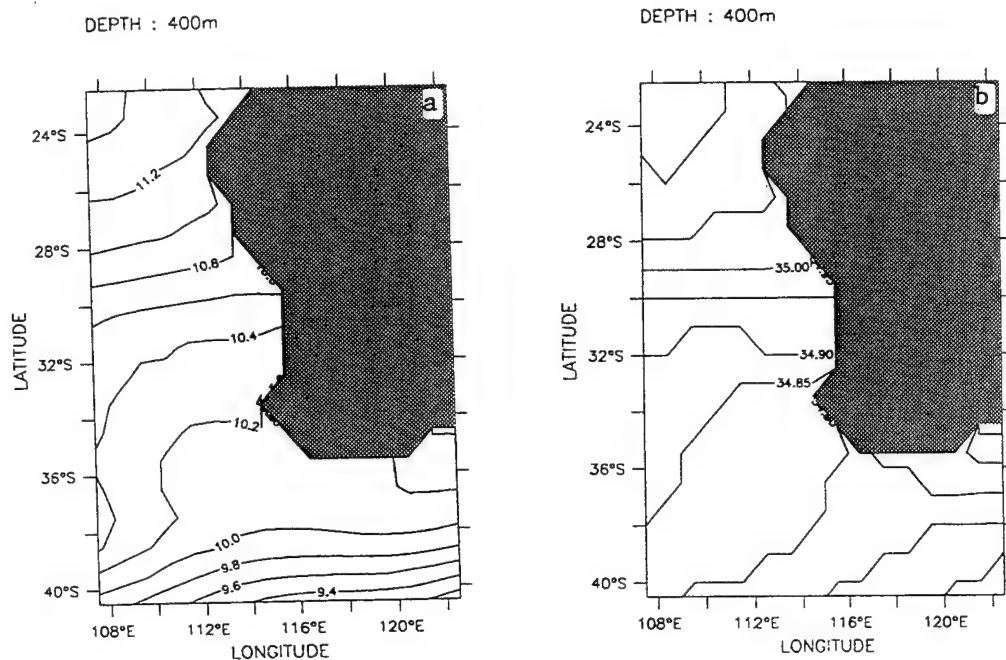 DEPTH : 400m
a
24°S
28°S
32°S
36°S
40°S
LATITUDE
108°E
112°E
116°E
120°E
LONGITUDE
11.2
10.8
10.4
10.2
10.0
9.8
9.6
9.4
DEPTH : 400m
b
24°S
28°S
32°S
36°S
40°S
LATITUDE
108°E
112°E
116°E
120°E
LONGITUDE
35.00
34.90
34.85